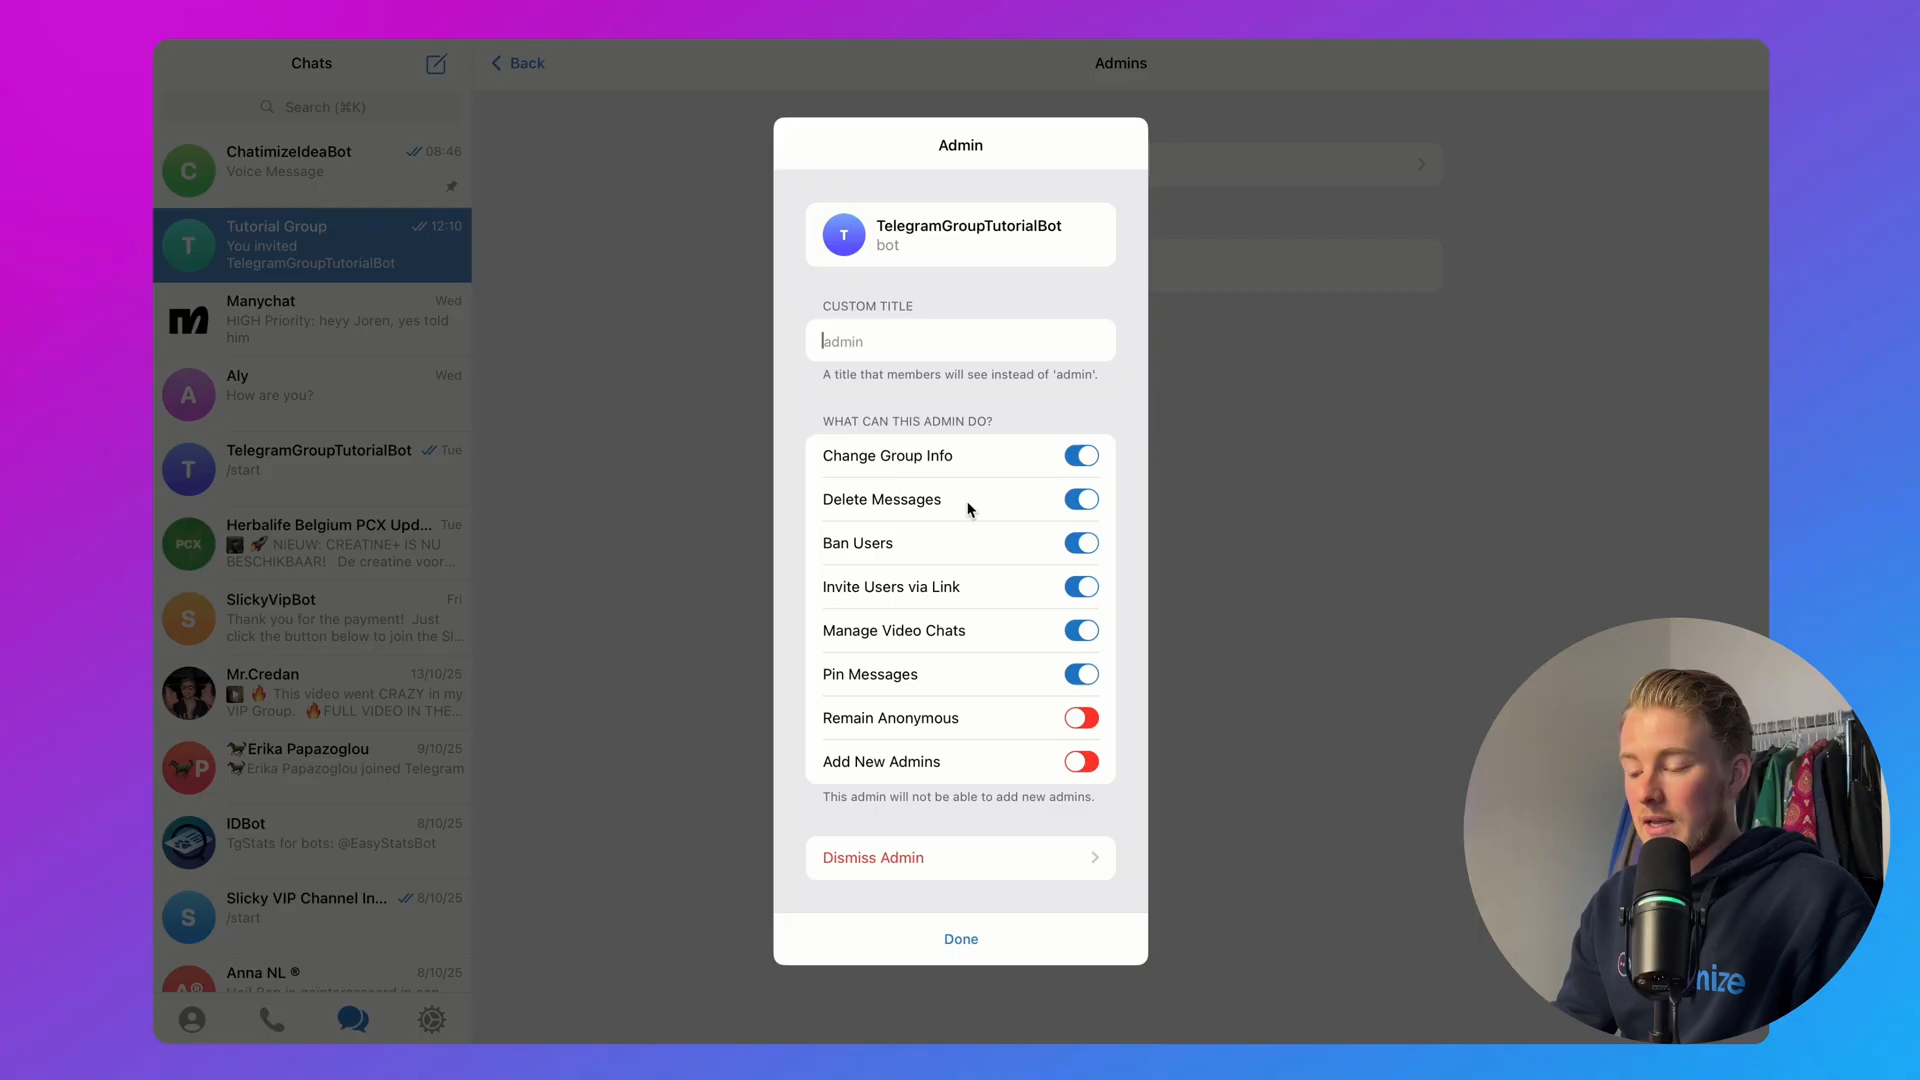 Chats
Search (⌘K)
C
ChatimizeIdeaBot
08:46
Voice Message
T
Tutorial Group
12:10
You invited
TelegramGroupTutorialBot
Manychat
Wed
HIGH Priority: heyy Joren, yes told
him
A
Aly
Wed
How are you?
T
TelegramGroupTutorialBot
Tue
/start
PCX
Herbalife Belgium PCX Upd...
Tue
🚀 NIEUW: CREATINE+ IS NU
BESCHIKBAAR! De creatine voor...
S
SlickyVipBot
Fri
Thank you for the payment! Just
click the button below to join the Sl...
Mr.Credan
13/10/25
🔥 This video went CRAZY in my
VIP Group. 🔥FULL VIDEO IN THE...
🐎P
🐎Erika Papazoglou
9/10/25
🐎Erika Papazoglou joined Telegram
IDBot
8/10/25
TgStats for bots: @EasyStatsBot
S
Slicky VIP Channel In...
8/10/25
/start
A®
Anna NL ®
8/10/25
Back
Admins
Admin
T
TelegramGroupTutorialBot
bot
CUSTOM TITLE
admin
A title that members will see instead of 'admin'.
WHAT CAN THIS ADMIN DO?
Change Group Info
Delete Messages
Ban Users
Invite Users via Link
Manage Video Chats
Pin Messages
Remain Anonymous
Add New Admins
This admin will not be able to add new admins.
Dismiss Admin
Done